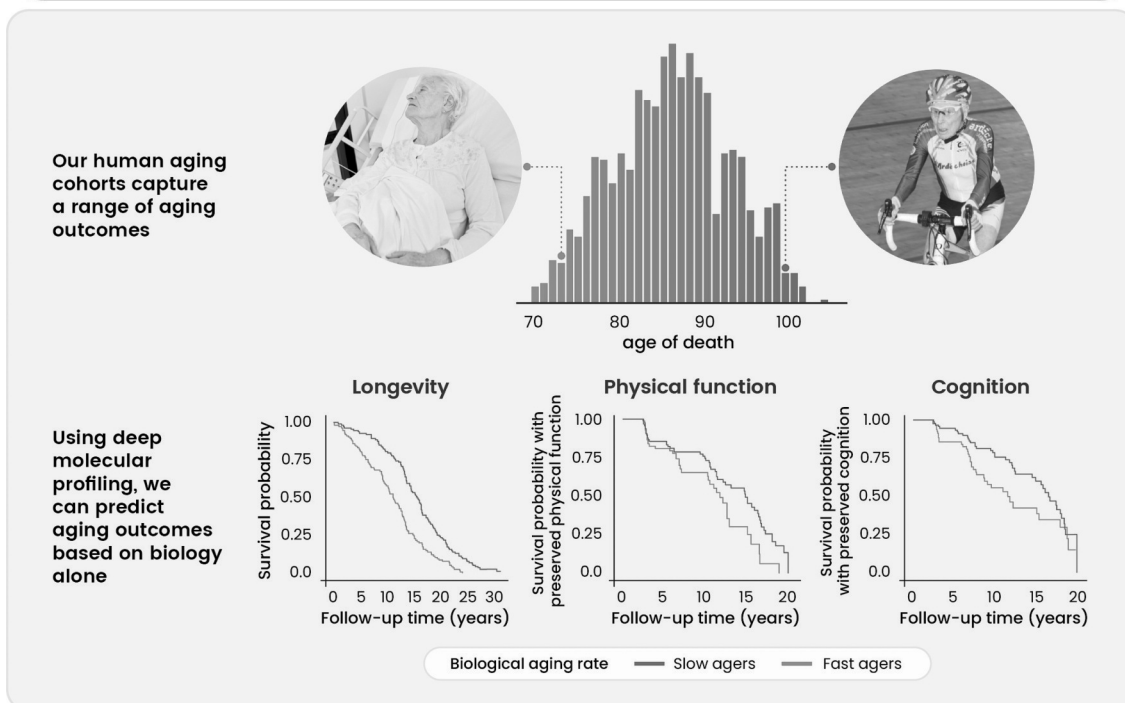 Our human aging
cohorts capture
a range of aging
outcomes
70
80
90
100
age of death
Using deep
molecular
profiling, we
can predict
aging outcomes
based on biology
alone
Longevity
Survival probability
1.00
0.75
0.50
0.25
0.0
0 5 10 15 20 25 30
Follow-up time (years)
Physical function
Survival probability with
preserved physical function
1.00
0.75
0.50
0.25
0.0
0 5 10 15 20
Follow-up time (years)
Cognition
Survival probability
with preserved cognition
1.00
0.75
0.50
0.25
0.0
0 5 10 15 20
Follow-up time (years)
Biological aging rate Slow agers Fast agers